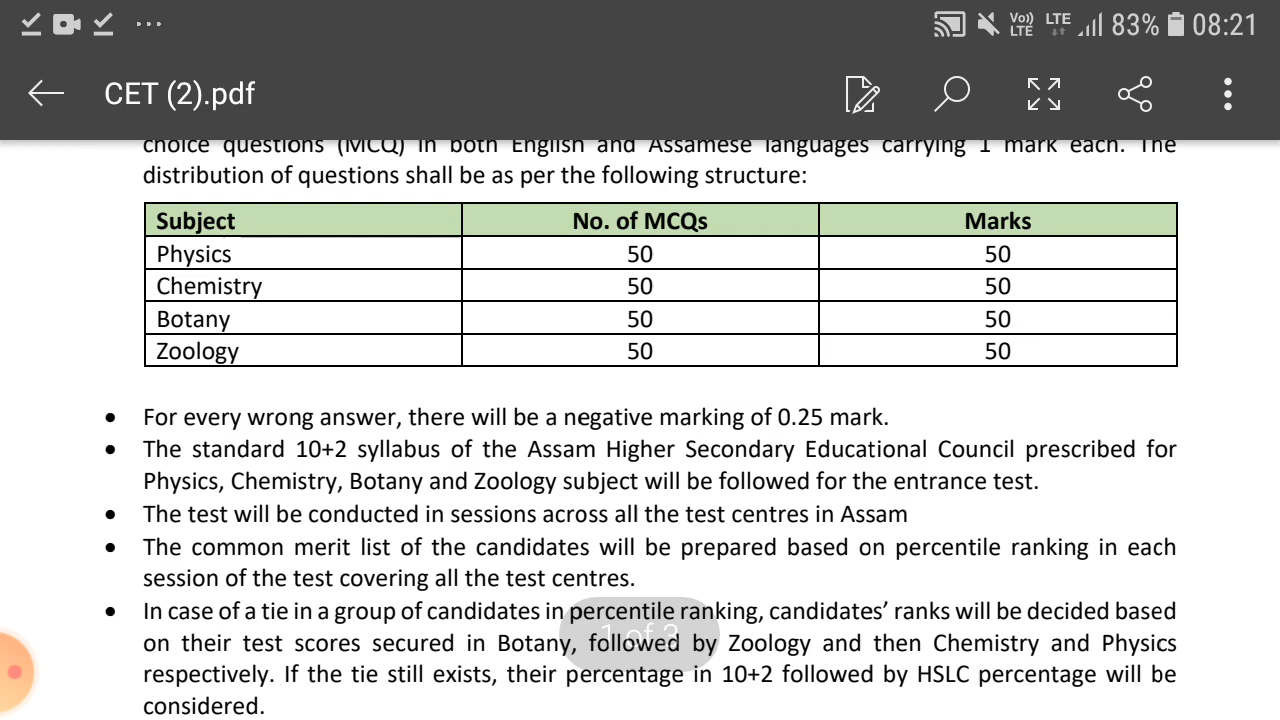 VoLTE LTE 83% 08:21
CET (2).pdf
choice questions (MCQ) in both English and Assamese languages carrying 1 mark each. The
distribution of questions shall be as per the following structure:
Subject No. of MCQs Marks
Physics 50 50
Chemistry 50 50
Botany 50 50
Zoology 50 50
• For every wrong answer, there will be a negative marking of 0.25 mark.
• The standard 10+2 syllabus of the Assam Higher Secondary Educational Council prescribed for
Physics, Chemistry, Botany and Zoology subject will be followed for the entrance test.
• The test will be conducted in sessions across all the test centres in Assam
• The common merit list of the candidates will be prepared based on percentile ranking in each
session of the test covering all the test centres.
• In case of a tie in a group of candidates in percentile ranking, candidates’ ranks will be decided based
on their test scores secured in Botany, followed by Zoology and then Chemistry and Physics
respectively. If the tie still exists, their percentage in 10+2 followed by HSLC percentage will be
considered.
1 of 3